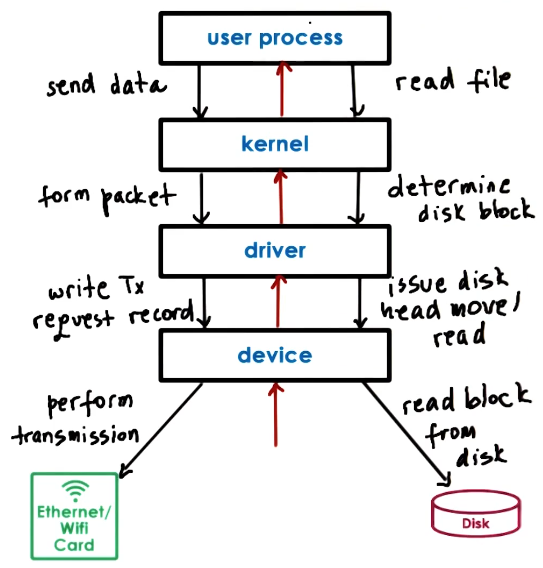 user process
send data
read file
kernel
form packet
determine
disk block
driver
write Tx
request record
issue disk
head move/
read
device
perform
transmission
read block
from
disk
Ethernet/
Wifi
Card
Disk